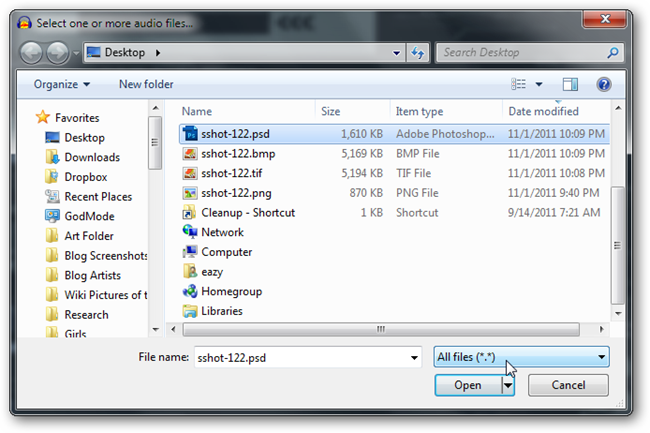 Select one or more audio files...
Desktop
Search Desktop
Organize New folder
Name Size Item type Date modified
Favorites
Desktop
Downloads
Dropbox
Recent Places
GodMode
Art Folder
Blog Screenshots
Blog Artists
Wiki Pictures of t
Research
Girls
sshot-122.psd 1,610 KB Adobe Photoshop... 11/1/2011 10:09 PM
sshot-122.bmp 5,169 KB BMP File 11/1/2011 10:09 PM
sshot-122.tif 5,194 KB TIF File 11/1/2011 10:08 PM
sshot-122.png 870 KB PNG File 11/1/2011 9:40 PM
Cleanup - Shortcut 1 KB Shortcut 9/14/2011 7:21 AM
Network
Computer
eazy
Homegroup
Libraries
File name: sshot-122.psd All files (*.*)
Open Cancel